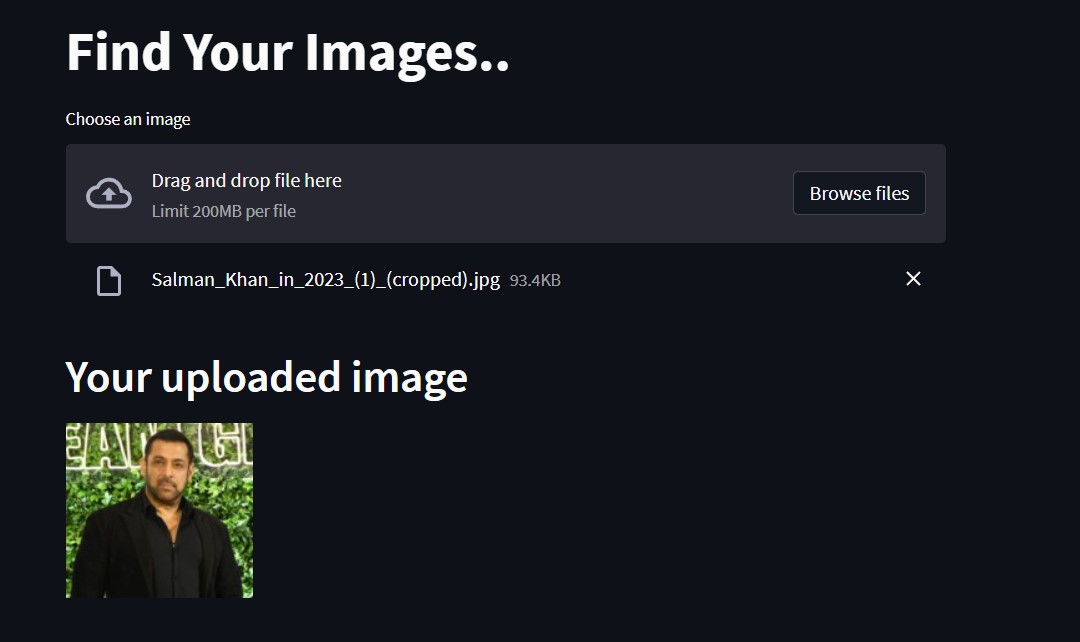 Find Your Images..
Choose an image
Drag and drop file here
Limit 200MB per file
Browse files
Salman_Khan_in_2023_(1)_(cropped).jpg 93.4KB
Your uploaded image